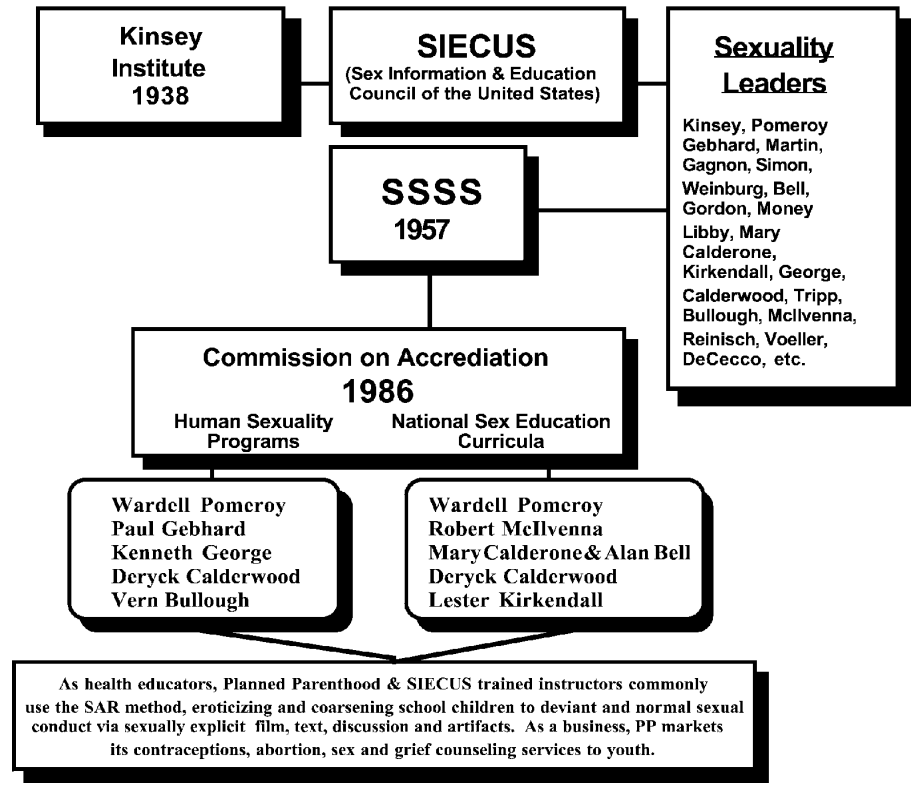 Kinsey
Institute
1938
SIECUS
(Sex Information & Education
Council of the United States)
Sexuality
Leaders
Kinsey, Pomeroy
Gebhard, Martin,
Gagnon, Simon,
Weinburg, Bell,
Gordon, Money
Libby, Mary
Calderone,
Kirkendall, George,
Calderwood, Tripp,
Bullough, McIlvenna,
Reinisch, Voeller,
DeCecco, etc.
SSSS
1957
Commission on Accreditation
1986
Human Sexuality
Programs
National Sex Education
Curricula
Wardell Pomeroy
Paul Gebhard
Kenneth George
Deryck Calderwood
Vern Bullough
Wardell Pomeroy
Robert McIlvenna
Mary Calderone & Alan Bell
Deryck Calderwood
Lester Kirkendall
As health educators, Planned Parenthood & SIECUS trained instructors commonly
use the SAR method, eroticizing and coarsening school children to deviant and normal sexual
conduct via sexually explicit film, text, discussion and artifacts. As a business, PP markets
its contraceptions, abortion, sex and grief counseling services to youth.